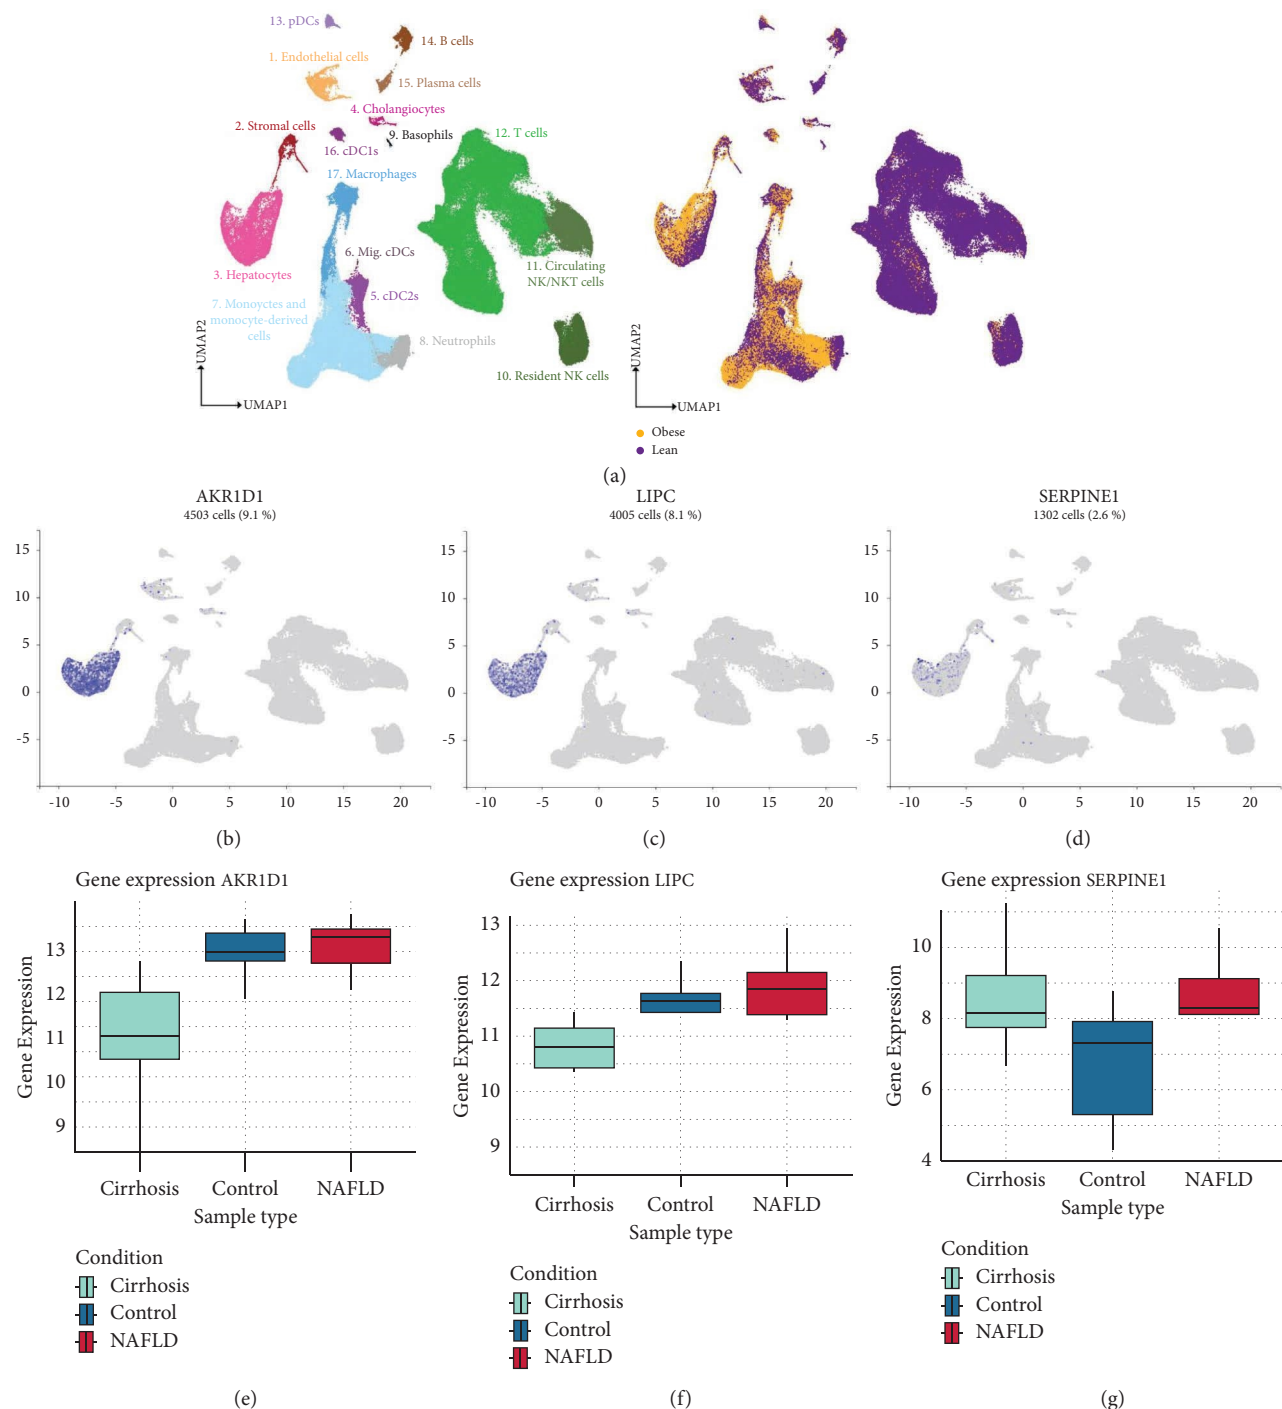 13. pDCs
14. B cells
1. Endothelial cells
15. Plasma cells
4. Cholangiocytes
2. Stromal cells
9. Basophils
12. T cells
16. cDC1s
17. Macrophages
6. Mig. cDCs
11. Circulating
NK/NKT cells
3. Hepatocytes
5. cDC2s
7. Monoyctes and
monocyte-derived
cells
8. Neutrophils
10. Resident NK cells
UMAP2
UMAP1
UMAP2
UMAP1
Obese
Lean
(a)
AKR1D1
4503 cells (9.1 %)
15
10
5
0
-5
-10 -5 0 5 10 15 20
(b)
LIPC
4005 cells (8.1 %)
15
10
5
0
-5
-10 -5 0 5 10 15 20
(c)
SERPINE1
1302 cells (2.6 %)
15
10
5
0
-5
-10 -5 0 5 10 15 20
(d)
Gene expression AKR1D1
Gene Expression
13
12
11
10
9
Cirrhosis Control NAFLD
Sample type
Condition
Cirrhosis
Control
NAFLD
(e)
Gene expression LIPC
Gene Expression
13
12
11
10
9
Cirrhosis Control NAFLD
Sample type
Condition
Cirrhosis
Control
NAFLD
(f)
Gene expression SERPINE1
Gene Expression
10
8
6
4
Cirrhosis Control NAFLD
Sample type
Condition
Cirrhosis
Control
NAFLD
(g)